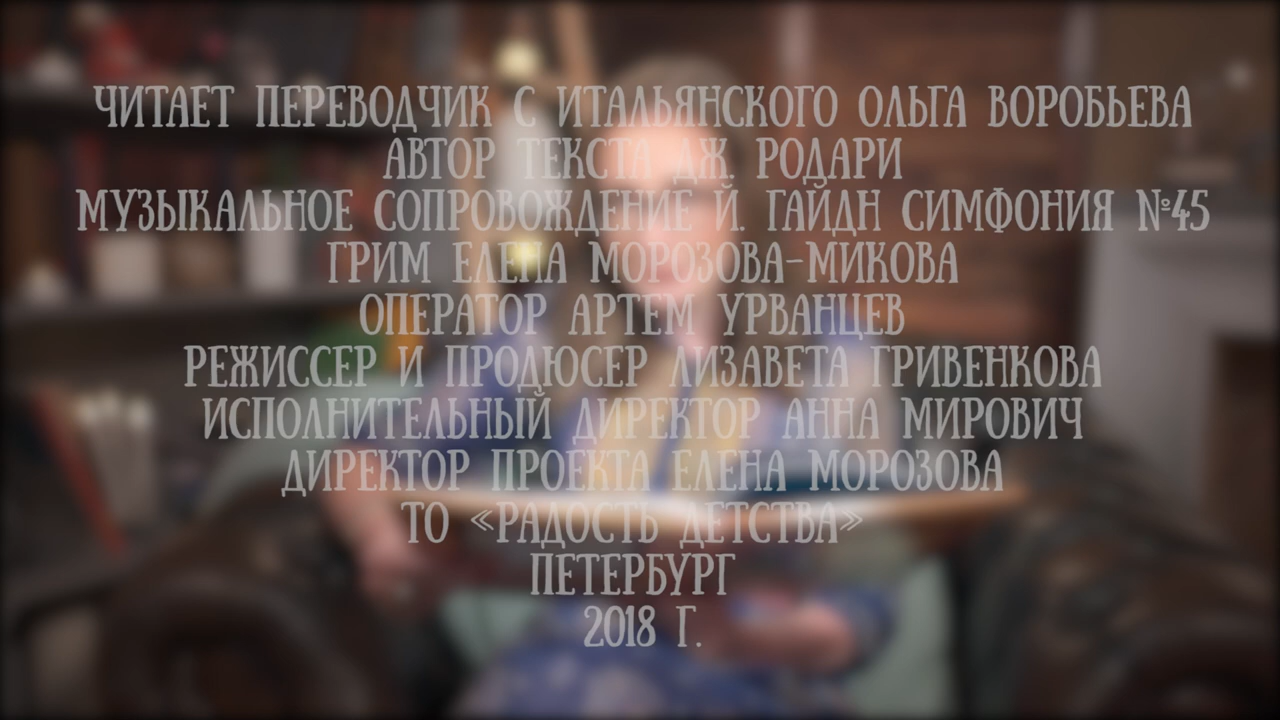 ЧИТАЕТ ПЕРЕВОДЧИК С ИТАЛЬЯНСКОГО ОЛЬГА ВОРОБЬЕВА
АВТОР ТЕКСТА ДЖ. РОДАРИ
МУЗЫКАЛЬНОЕ СОПРОВОЖДЕНИЕ Й. ГАЙДН СИМФОНИЯ №45
ГРИМ ЕЛЕНА МОРОЗОВА-МИКОВА
ОПЕРАТОР АРТЕМ УРВАНЦЕВ
РЕЖИССЕР И ПРОДЮСЕР ЛИЗАВЕТА ГРИВЕНКОВА
ИСПОЛНИТЕЛЬНЫЙ ДИРЕКТОР АННА МИРОВИЧ
ДИРЕКТОР ПРОЕКТА ЕЛЕНА МОРОЗОВА
ТО «РАДОСТЬ ДЕТСТВА»
ПЕТЕРБУРГ
2018 Г.